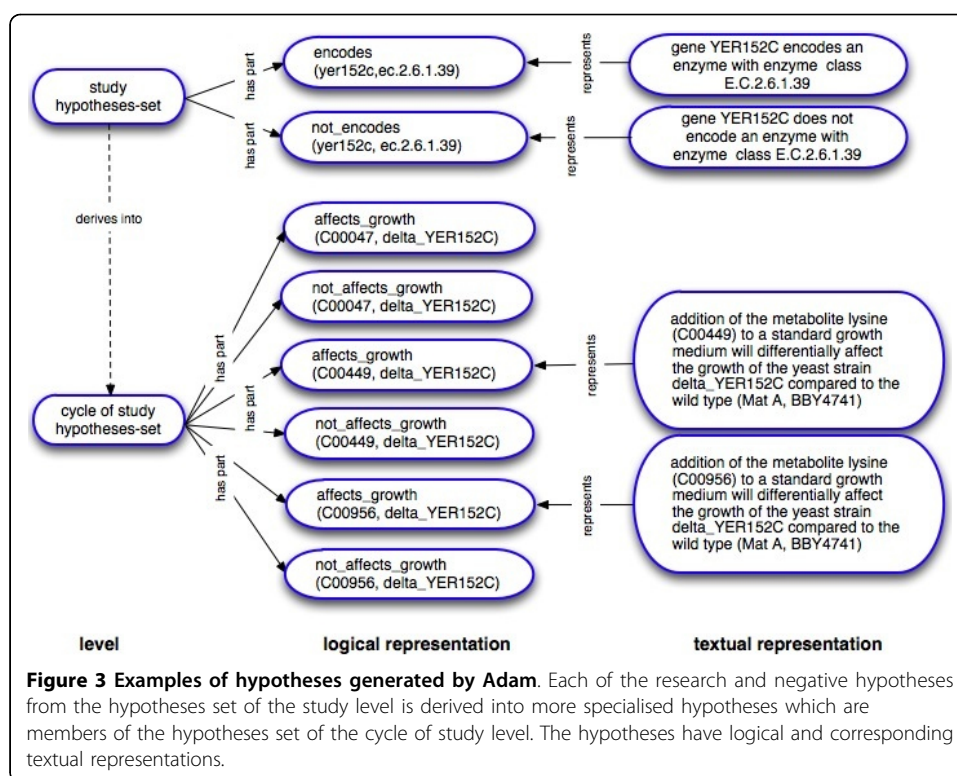 study
hypotheses-set
has part
has part
encodes
(yer152c,ec.2.6.1.39)
not_encodes
(yer152c, ec.2.6.1.39)
represents
represents
gene YER152C encodes an
enzyme with enzyme class
E.C.2.6.1.39
gene YER152C does not
encode an enzyme with
enzyme class E.C.2.6.1.39
derives into
cycle of study
hypotheses-set
has part
has part
has part
affects_growth
(C00047, delta_YER152C)
not_affects_growth
(C00047, delta_YER152C)
affects_growth
(C00449, delta_YER152C)
not_affects_growth
(C00449, delta_YER152C)
affects_growth
(C00956, delta_YER152C)
not_affects_growth
(C00956, delta_YER152C)
represents
represents
addition of the metabolite lysine
(C00449) to a standard growth
medium will differentially affect
the growth of the yeast strain
delta_YER152C compared to the
wild type (Mat A, BBY4741)
addition of the metabolite lysine
(C00956) to a standard growth
medium will differentially affect
the growth of the yeast strain
delta_YER152C compared to the
wild type (Mat A, BBY4741)
level
logical representation
textual representation
Figure 3 Examples of hypotheses generated by Adam. Each of the research and negative hypotheses
from the hypotheses set of the study level is derived into more specialised hypotheses which are
members of the hypotheses set of the cycle of study level. The hypotheses have logical and corresponding
textual representations.